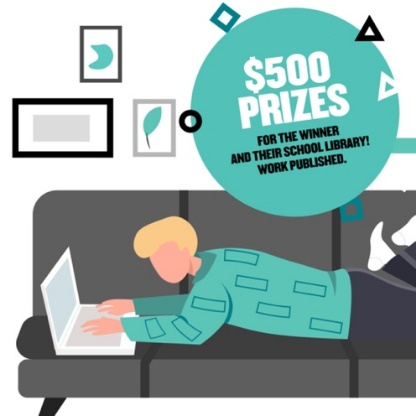 $500
PRIZES
FOR THE WINNER
AND THEIR SCHOOL LIBRARY!
WORK PUBLISHED.